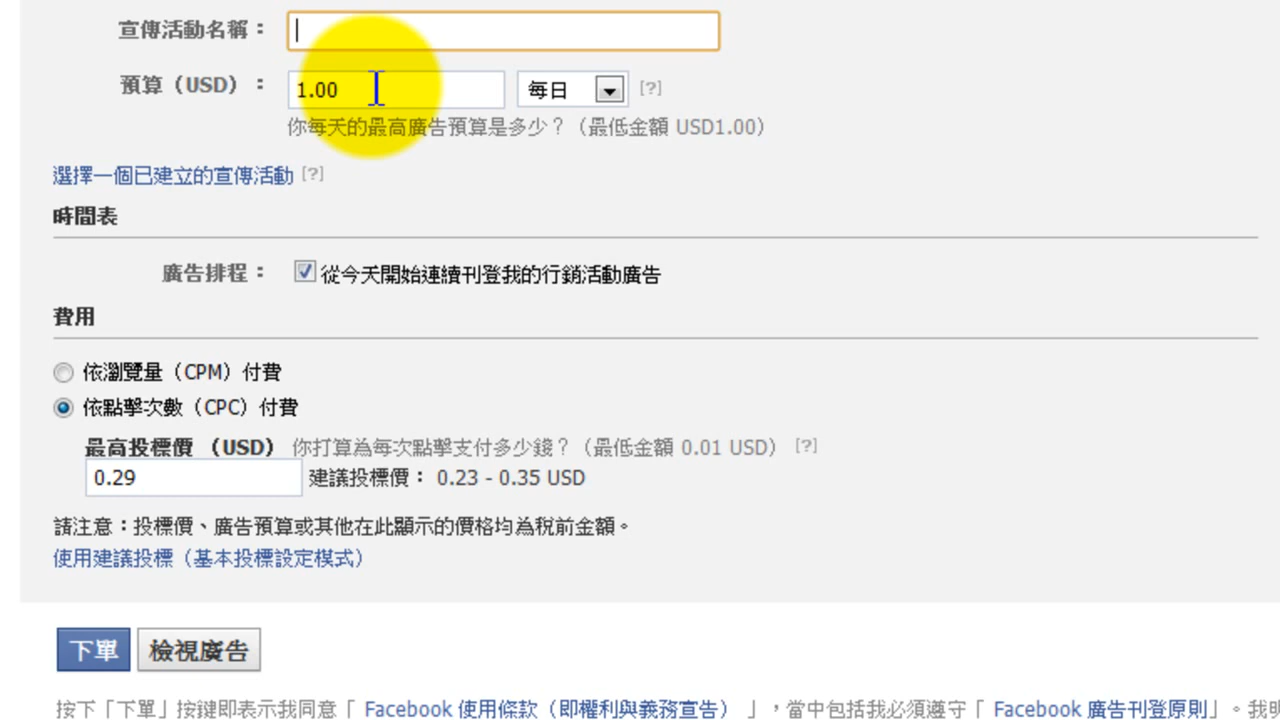 宣傳活動名稱：
預算（USD）： 1.00 每日 [?]
你每天的最高廣告預算是多少？（最低金額 USD1.00）
選擇一個已建立的宣傳活動 [?]
時間表
廣告排程： 從今天開始連續刊登我的行銷活動廣告
費用
依瀏覽量（CPM）付費
依點擊次數（CPC）付費
最高投標價 （USD） 你打算為每次點擊支付多少錢？（最低金額 0.01 USD） [?]
0.29 建議投標價： 0.23 - 0.35 USD
請注意：投標價、廣告預算或其他在此顯示的價格均為稅前金額。
使用建議投標（基本投標設定模式）
下單 檢視廣告
按下「下單」按鍵即表示我同意「 Facebook 使用條款（即權利與義務宣告） 」，當中包括我必須遵守「 Facebook 廣告刊登原則」。我明